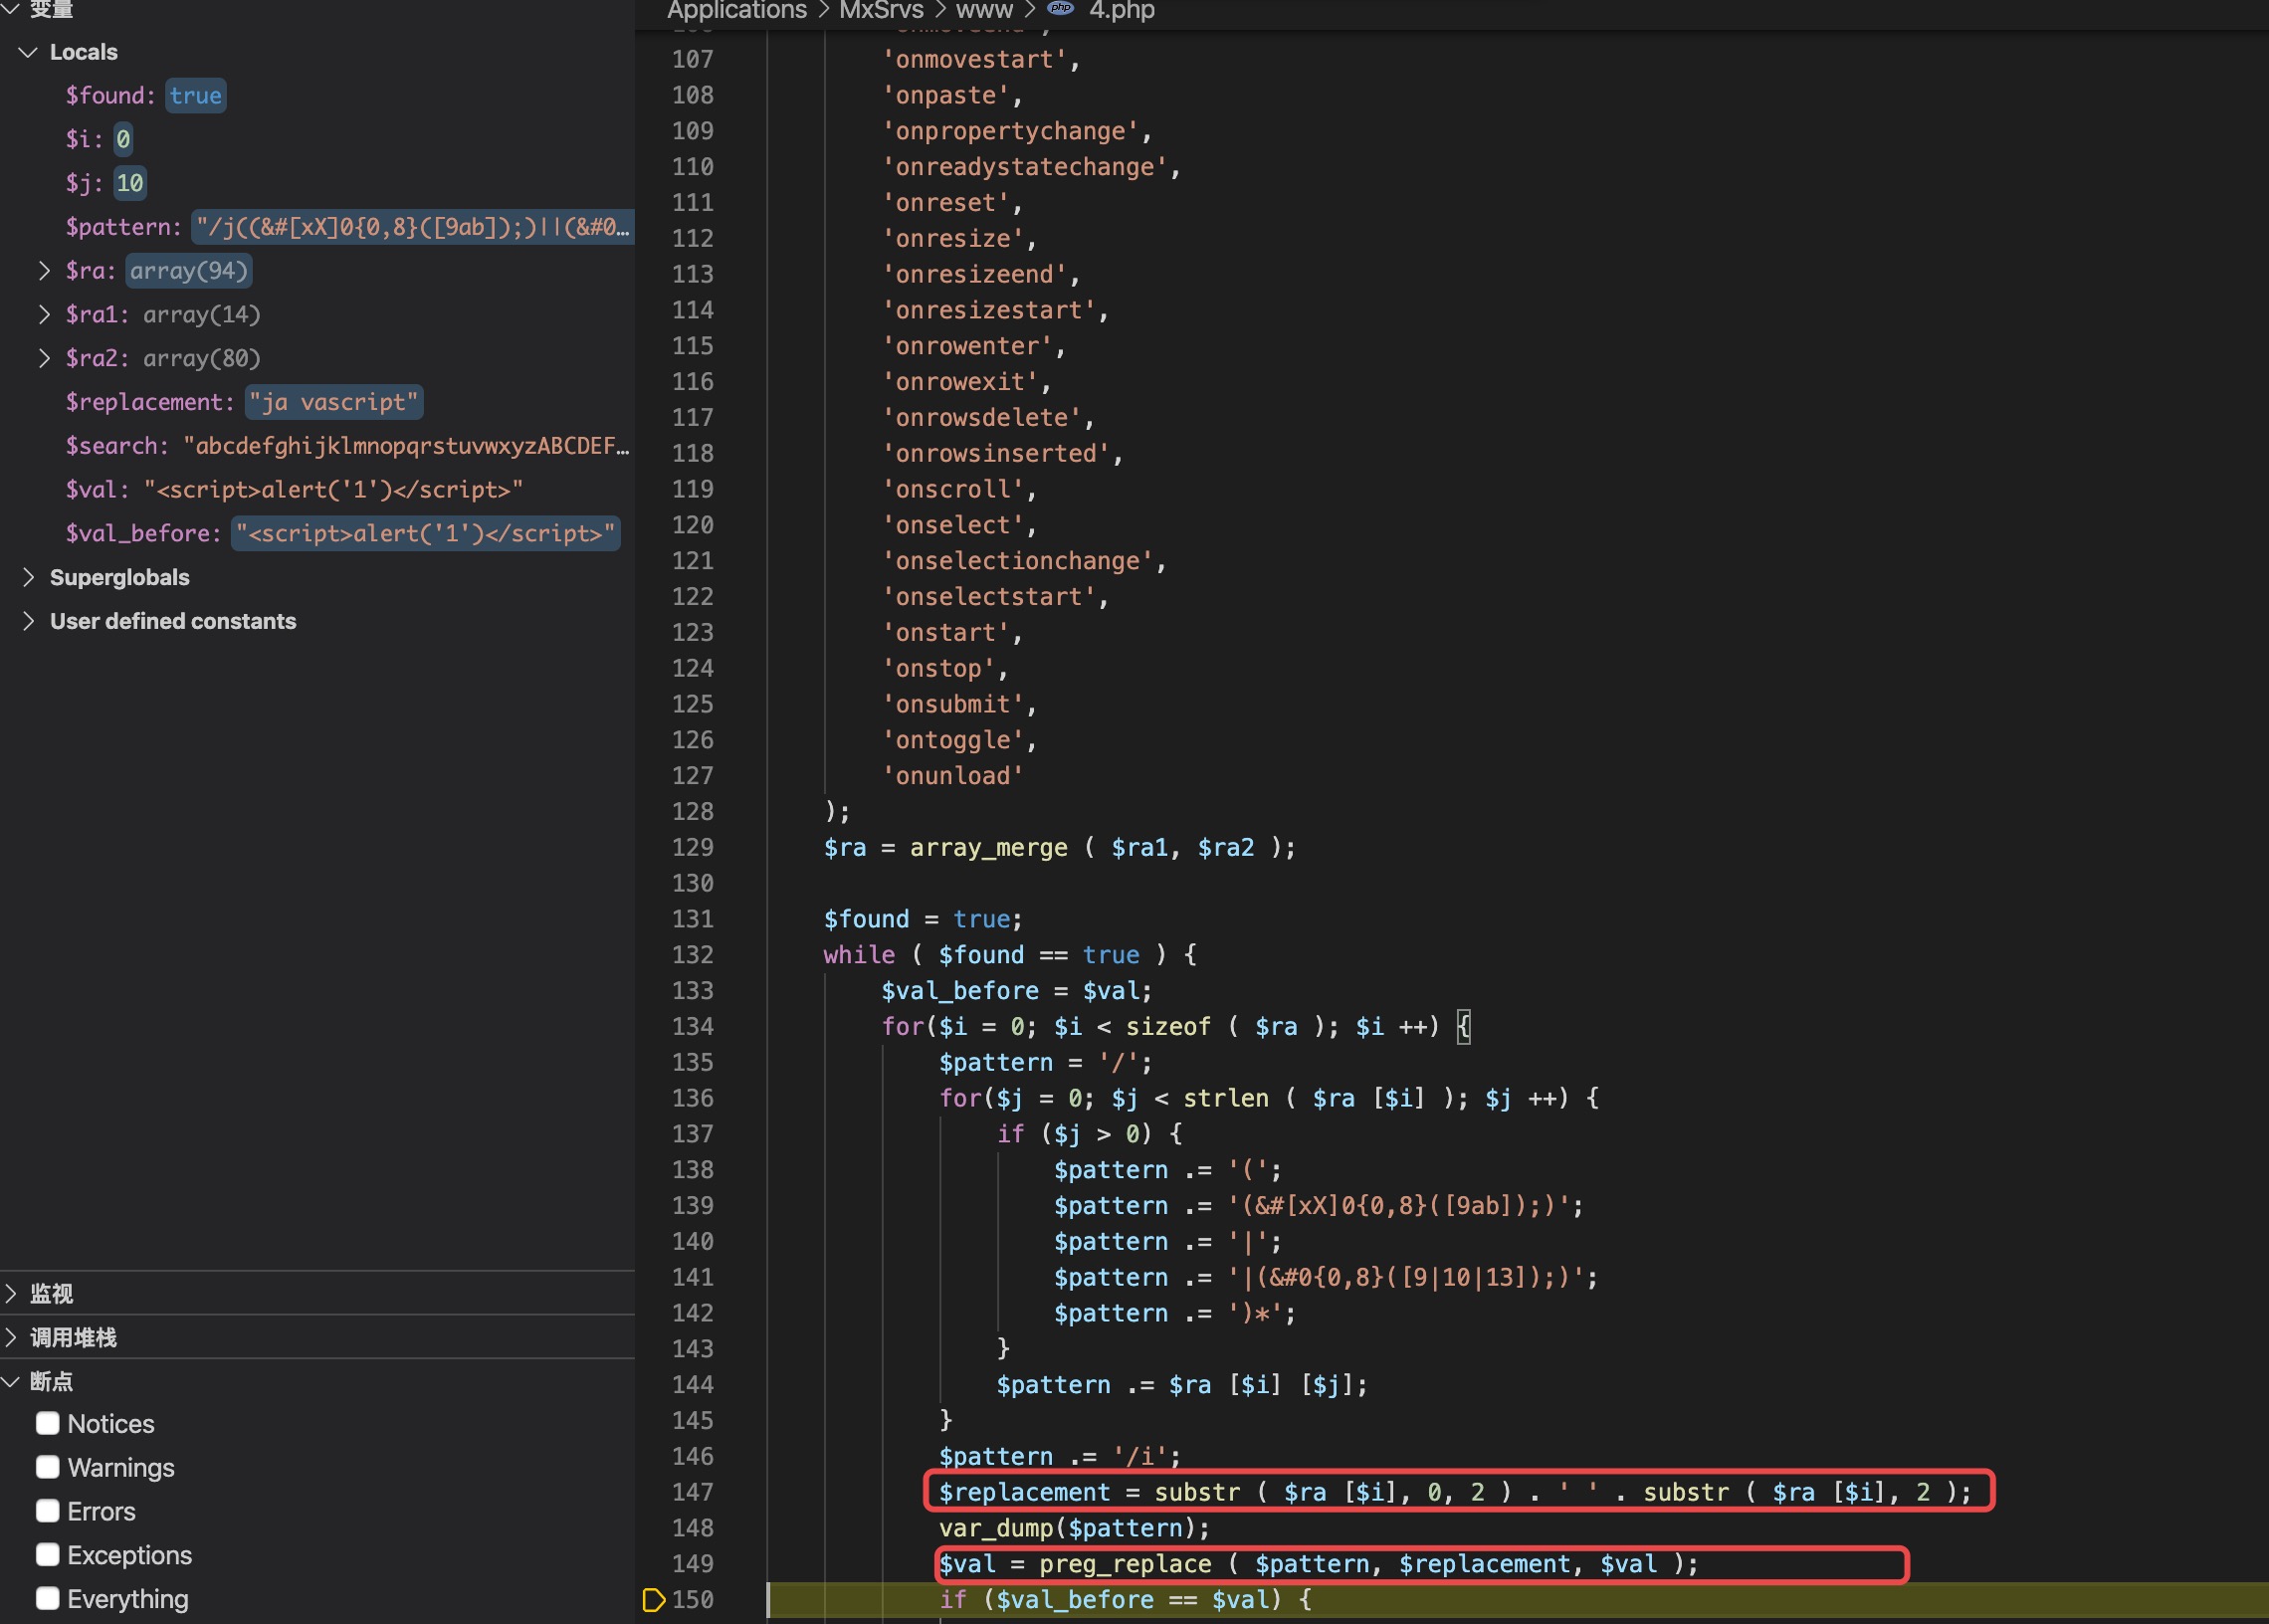 变量
Locals
$found: true
$i: 0
$j: 10
$pattern: "/j((&#[xX]0{0,8}([9ab]);)||(&#0…
$ra: array(94)
$ra1: array(14)
$ra2: array(80)
$replacement: "ja vascript"
$search: "abcdefghijklmnopqrstuvwxyzABCDEF…
$val: "<script>alert('1')</script>"
$val_before: "<script>alert('1')</script>"
Superglobals
User defined constants
监视
调用堆栈
断点
Notices
Warnings
Errors
Exceptions
Everything
Applications > MxSrvs > www > php 4.php
106 'onmoveend',
107 'onmovestart',
108 'onpaste',
109 'onpropertychange',
110 'onreadystatechange',
111 'onreset',
112 'onresize',
113 'onresizeend',
114 'onresizestart',
115 'onrowenter',
116 'onrowexit',
117 'onrowsdelete',
118 'onrowsinserted',
119 'onscroll',
120 'onselect',
121 'onselectionchange',
122 'onselectstart',
123 'onstart',
124 'onstop',
125 'onsubmit',
126 'ontoggle',
127 'onunload'
128 );
129 $ra = array_merge ( $ra1, $ra2 );
130
131 $found = true;
132 while ( $found == true ) {
133 $val_before = $val;
134 for($i = 0; $i < sizeof ( $ra ); $i ++) {
135 $pattern = '/';
136 for($j = 0; $j < strlen ( $ra [$i] ); $j ++) {
137 if ($j > 0) {
138 $pattern .= '(';
139 $pattern .= '(&#[xX]0{0,8}([9ab]);)';
140 $pattern .= '|';
141 $pattern .= '|(&#0{0,8}([9|10|13]);)';
142 $pattern .= ')*';
143 }
144 $pattern .= $ra [$i] [$j];
145 }
146 $pattern .= '/i';
147 $replacement = substr ( $ra [$i], 0, 2 ) . ' ' . substr ( $ra [$i], 2 );
148 var_dump($pattern);
149 $val = preg_replace ( $pattern, $replacement, $val );
150 if ($val_before == $val) {